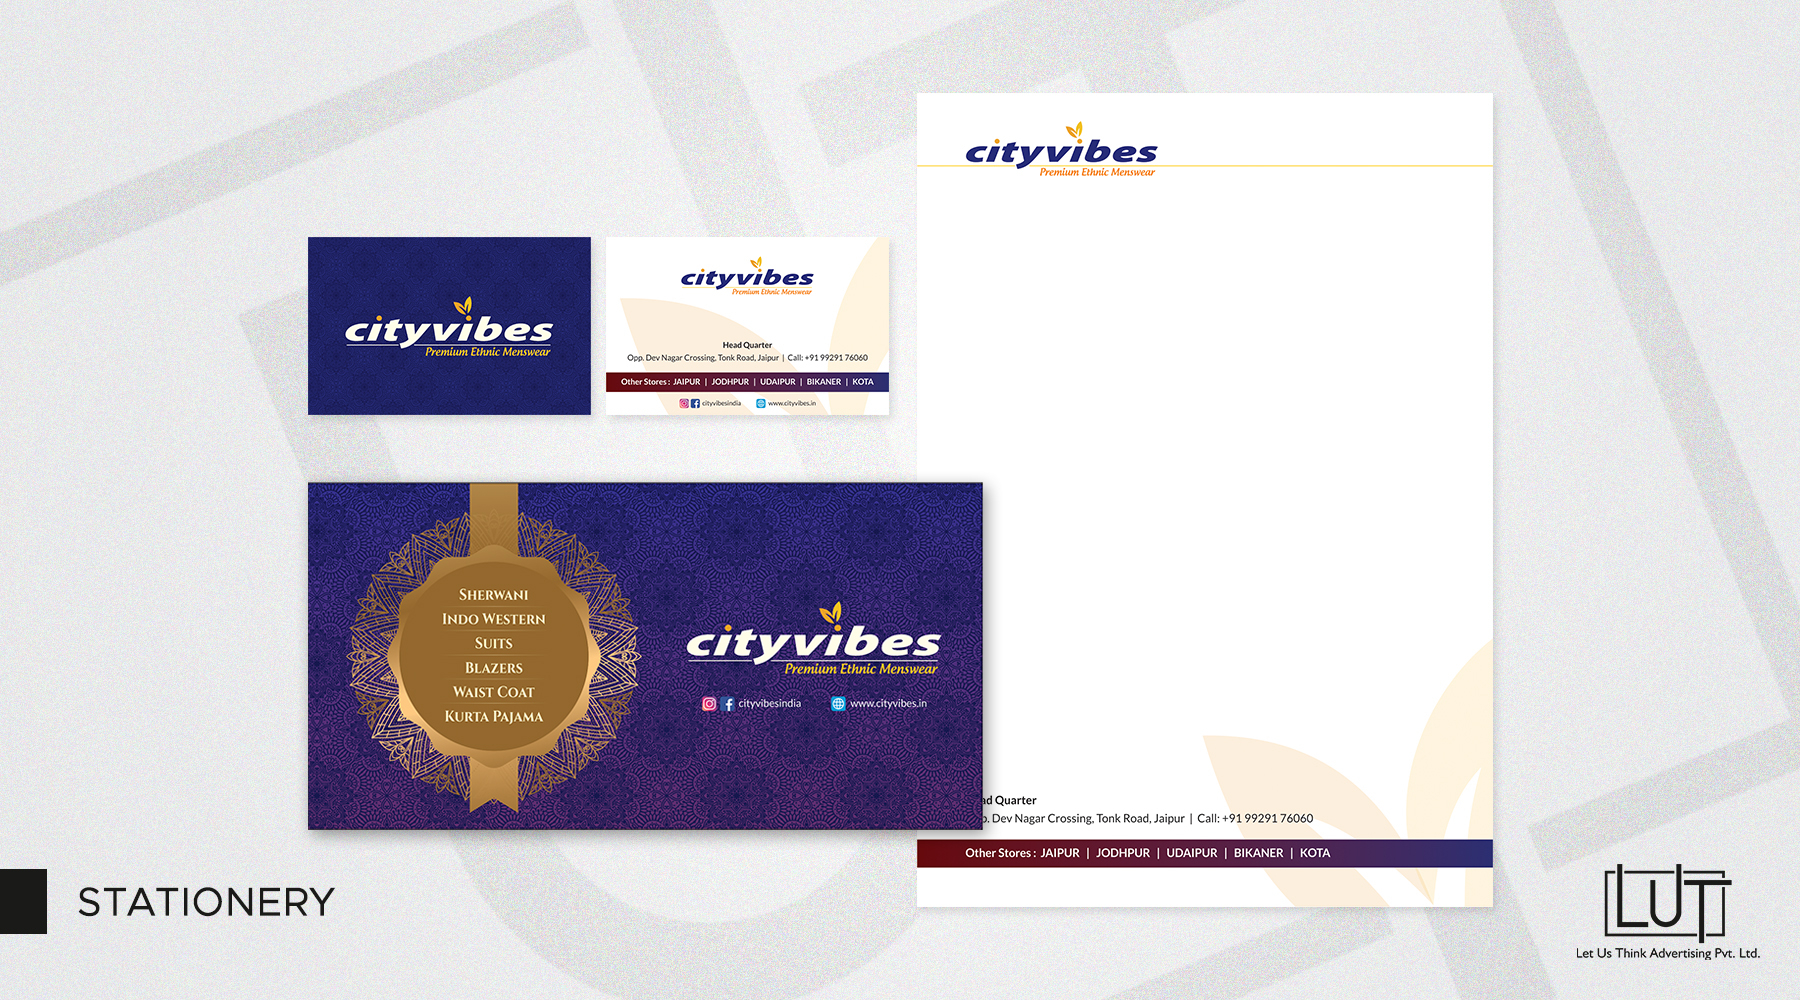 cityvibes
Premium Ethnic Menswear
cityvibes
Premium Ethnic Menswear
Head Quarter
Opp. Dev Nagar Crossing, Tonk Road, Jaipur | Call: +91 99291 76060
Other Stores : JAIPUR | JODHPUR | UDAIPUR | BIKANER | KOTA
cityvibesindia www.cityvibes.in
cityvibes
Premium Ethnic Menswear
ad Quarter
p. Dev Nagar Crossing, Tonk Road, Jaipur | Call: +91 99291 76060
Other Stores : JAIPUR | JODHPUR | UDAIPUR | BIKANER | KOTA
SHERWANI
INDO WESTERN
SUITS
BLAZERS
WAIST COAT
KURTA PAJAMA
cityvibes
Premium Ethnic Menswear
cityvibesindia www.cityvibes.in
STATIONERY
LUT
Let Us Think Advertising Pvt. Ltd.